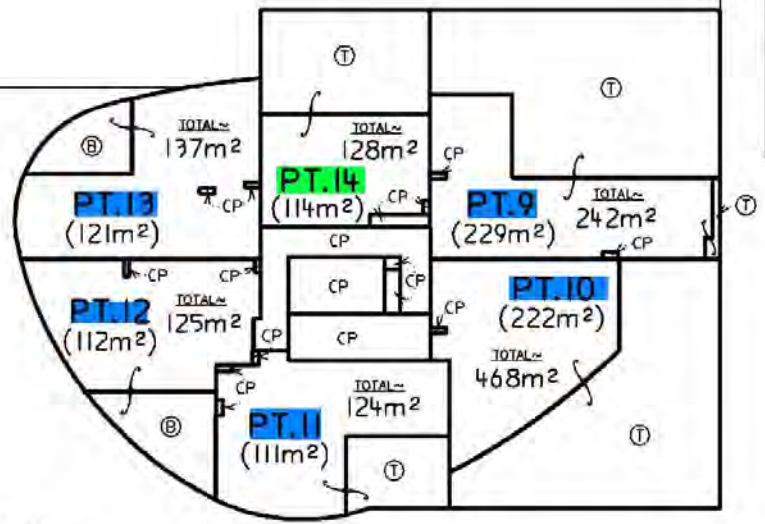 Ⓣ
Ⓣ
Ⓑ
TOTAL~
137m²
TOTAL~
128m²
CP
PT.13
(121m²)
CP
PT.14
(114m²)
PT.9
(229m²)
TOTAL~
242m²
Ⓣ
CP
CP
CP
CP
CP
CP
CP
PT.12
(112m²)
TOTAL~
125m²
CP
CP
CP
PT.10
(222m²)
TOTAL~
468m²
CP
TOTAL~
124m²
Ⓑ
PT.11
(111m²)
Ⓣ
Ⓣ